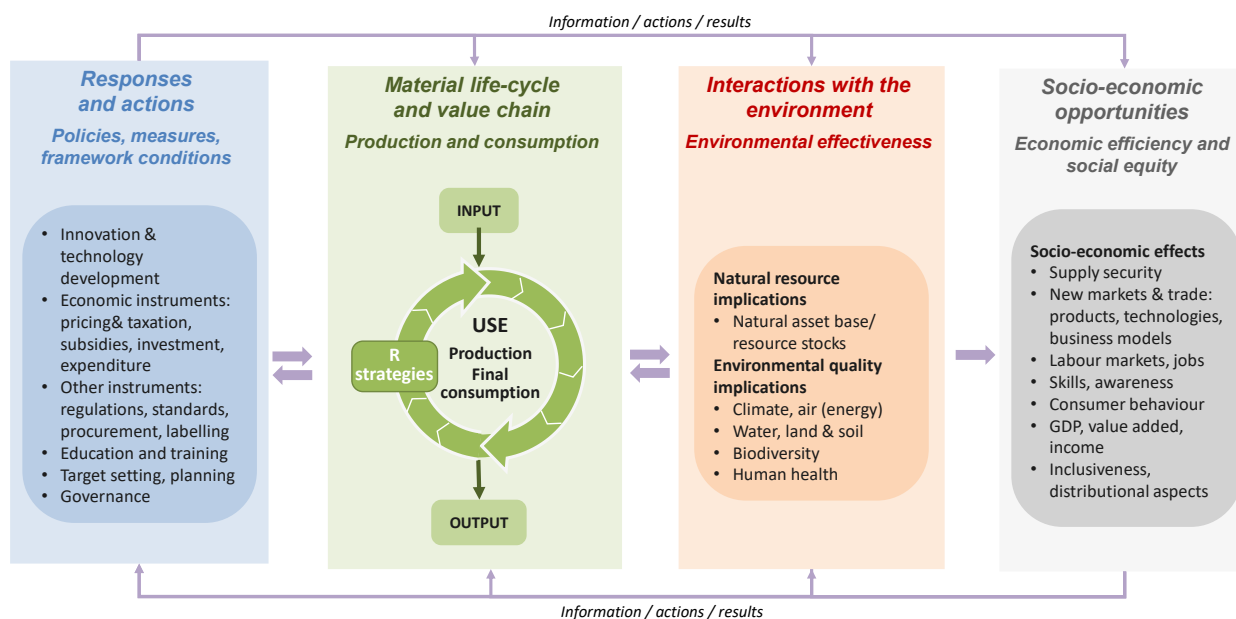 Information / actions / results
Responses
and actions
Policies, measures,
framework conditions
• Innovation &
technology
development
• Economic instruments:
pricing& taxation,
subsidies, investment,
expenditure
• Other instruments:
regulations, standards,
procurement, labelling
• Education and training
• Target setting, planning
• Governance
Material life-cycle
and value chain
Production and consumption
INPUT
USE
Production
Final
consumption
R
strategies
OUTPUT
Interactions with the
environment
Environmental effectiveness
Natural resource
implications
• Natural asset base/
resource stocks
Environmental quality
implications
• Climate, air (energy)
• Water, land & soil
• Biodiversity
• Human health
Socio-economic
opportunities
Economic efficiency and
social equity
Socio-economic effects
• Supply security
• New markets & trade:
products, technologies,
business models
• Labour markets, jobs
• Skills, awareness
• Consumer behaviour
• GDP, value added,
income
• Inclusiveness,
distributional aspects
Information / actions / results